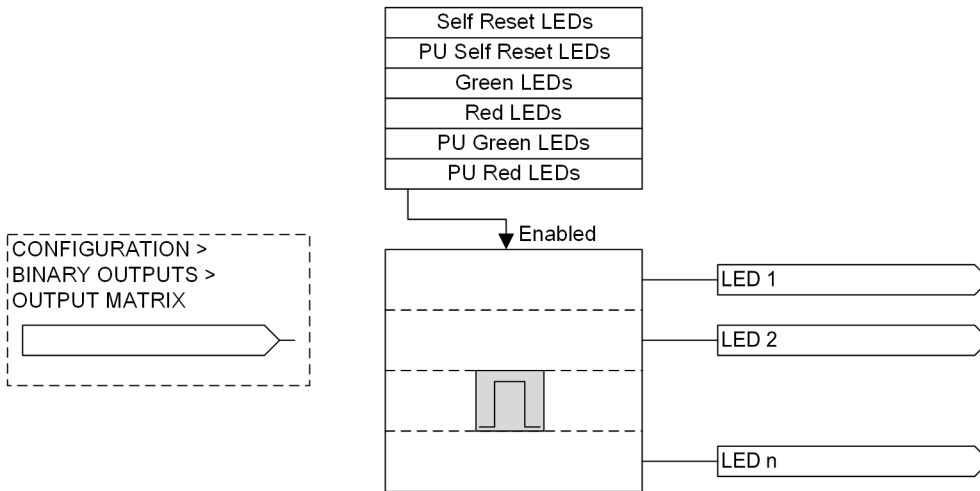 Self Reset LEDs
PU Self Reset LEDs
Green LEDs
Red LEDs
PU Green LEDs
PU Red LEDs
Enabled
CONFIGURATION >
BINARY OUTPUTS >
OUTPUT MATRIX
LED 1
LED 2
LED n